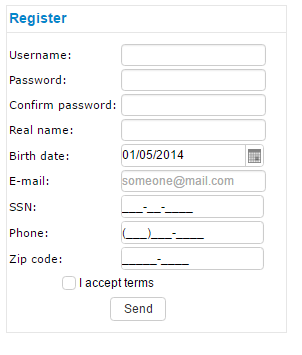 Register
Username:
Password:
Confirm password:
Real name:
Birth date: 01/05/2014
E-mail: someone@mail.com
SSN: ___-__-____
Phone: (___)___-____
Zip code: _____-____
I accept terms
Send